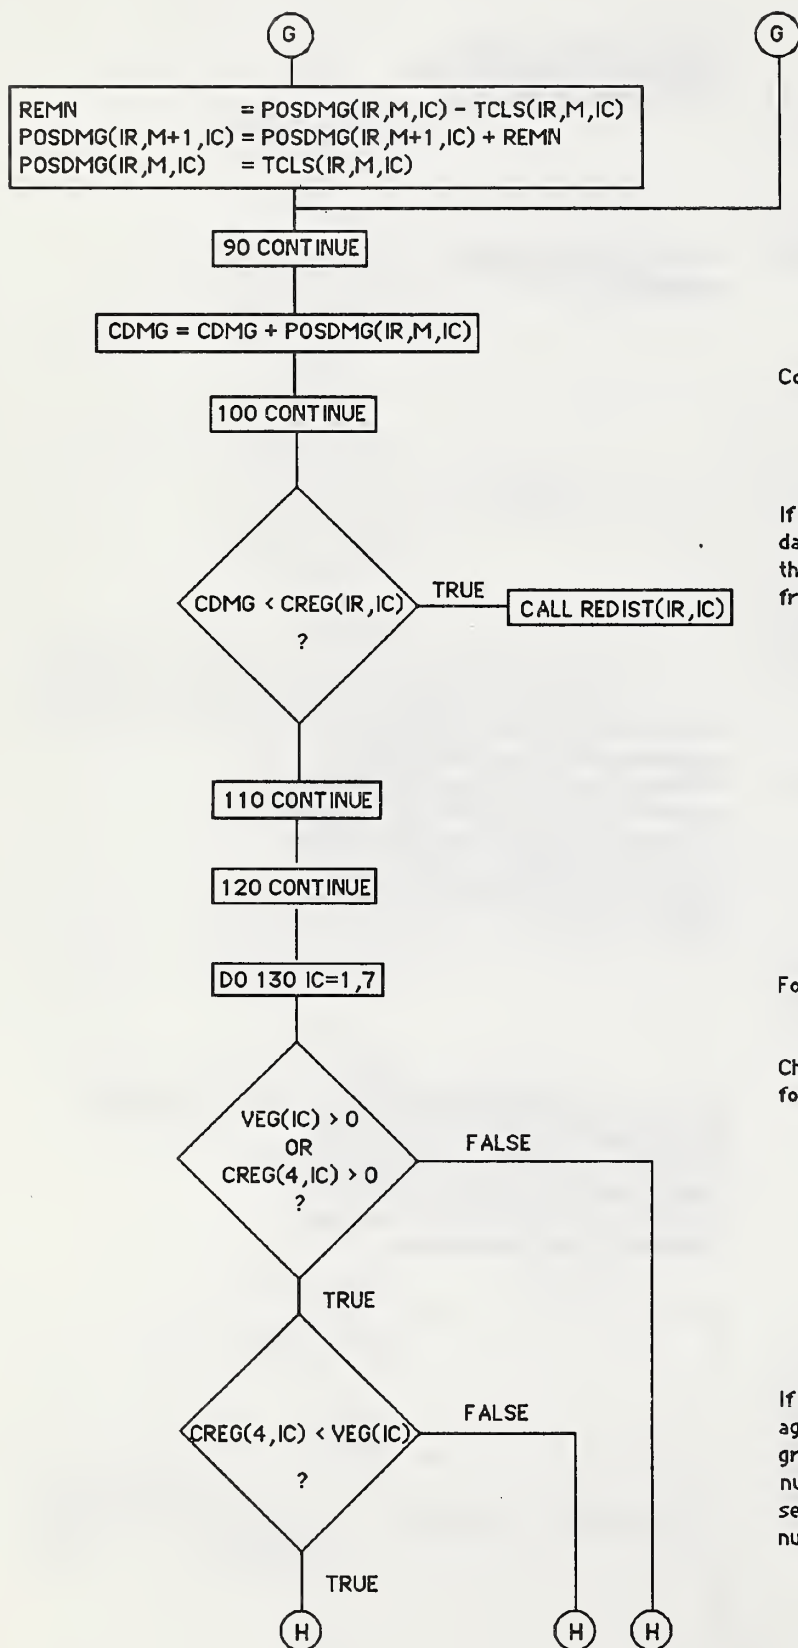 G
G
REMN = POSDMG(IR,M,IC) - TCLS(IR,M,IC)
POSDMG(IR,M+1,IC) = POSDMG(IR,M+1,IC) + REMN
POSDMG(IR,M,IC) = TCLS(IR,M,IC)
90 CONTINUE
CDMG = CDMG + POSDMG(IR,M,IC)
Co
100 CONTINUE
If
da
th
fr
CDMG < CREG(IR,IC)
?
TRUE
CALL REDIST(IR,IC)
110 CONTINUE
120 CONTINUE
DO 130 IC=1,7
Fo
Ch
fo
VEG(IC) > 0
OR
CREG(4,IC) > 0
?
FALSE
TRUE
If
ag
gr
nu
se
nu
CREG(4,IC) < VEG(IC)
?
FALSE
TRUE
H
H
H